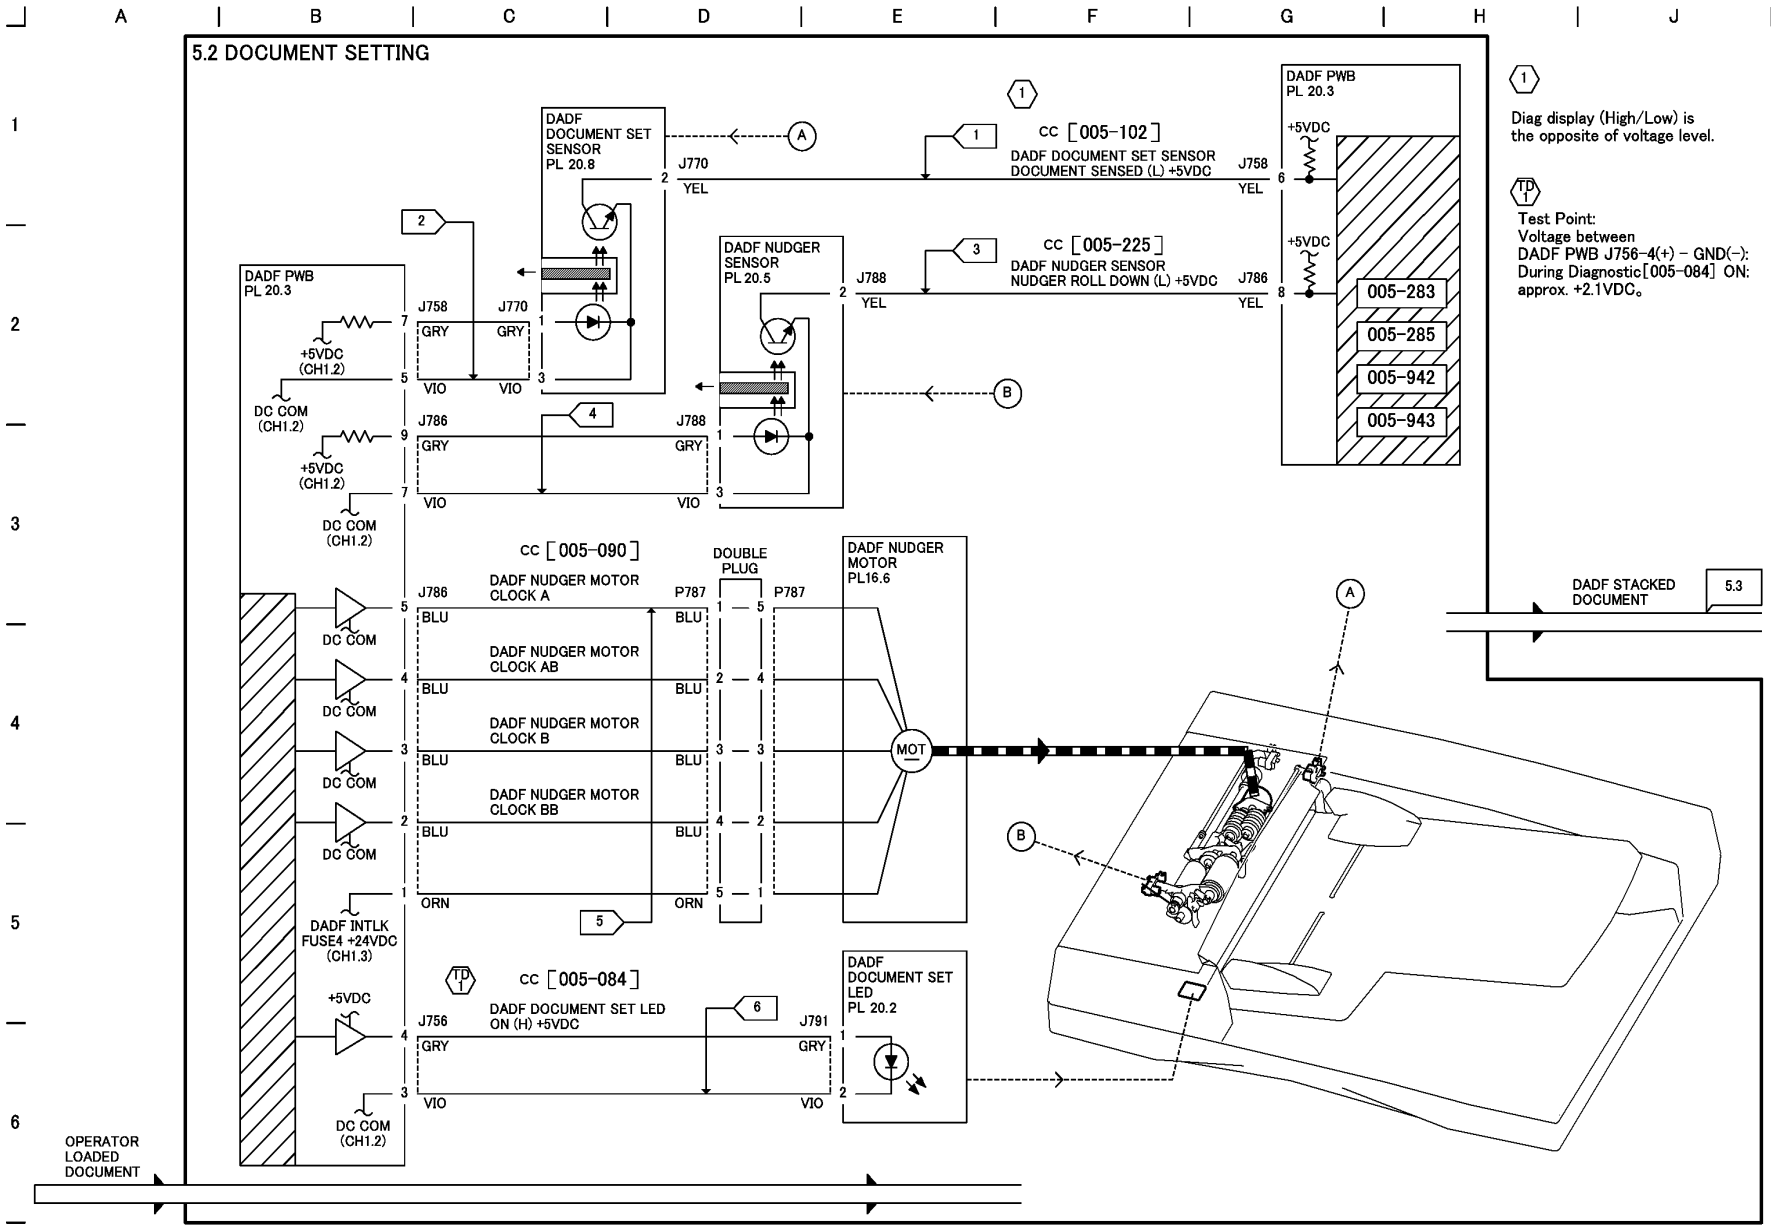 A B C D E F G H J
5.2 DOCUMENT SETTING
1
2
3
4
5
6
DADF
DOCUMENT SET
SENSOR
PL 20.8
A
J770
2
YEL
1
1
CC [005-102]
DADF DOCUMENT SET SENSOR
DOCUMENT SENSED (L) +5VDC
J758
6
YEL
DADF PWB
PL 20.3
+5VDC
+5VDC
005-283
005-285
005-942
005-943
1
Diag display (High/Low) is
the opposite of voltage level.
TD
1
Test Point:
Voltage between
DADF PWB J756-4(+) - GND(-):
During Diagnostic[005-084] ON:
approx. +2.1VDC。
2
DADF NUDGER
SENSOR
PL 20.5
J788
2
YEL
3
CC [005-225]
DADF NUDGER SENSOR
NUDGER ROLL DOWN (L) +5VDC
J786
8
YEL
DADF PWB
PL 20.3
J758
J770
7
GRY
GRY
1
+5VDC
(CH1.2)
5
VIO
VIO
3
DC COM
(CH1.2)
B
4
J786
J788
9
GRY
GRY
1
+5VDC
(CH1.2)
7
VIO
VIO
3
DC COM
(CH1.2)
CC [005-090]
DOUBLE
PLUG
DADF NUDGER
MOTOR
PL16.6
DADF NUDGER MOTOR
CLOCK A
J786
P787
P787
5
BLU
BLU
1
5
DC COM
DADF NUDGER MOTOR
CLOCK AB
4
BLU
BLU
2
4
DC COM
DADF NUDGER MOTOR
CLOCK B
3
BLU
BLU
3
3
MOT
DC COM
DADF NUDGER MOTOR
CLOCK BB
2
BLU
BLU
4
2
DC COM
1
ORN
ORN
5
1
DADF INTLK
FUSE4 +24VDC
(CH1.3)
5
DADF STACKED
DOCUMENT
5.3
A
B
TD
1
CC [005-084]
DADF DOCUMENT SET LED
ON (H) +5VDC
6
DADF
DOCUMENT SET
LED
PL 20.2
+5VDC
J756
J791
4
GRY
GRY
1
3
VIO
VIO
2
DC COM
(CH1.2)
OPERATOR
LOADED
DOCUMENT